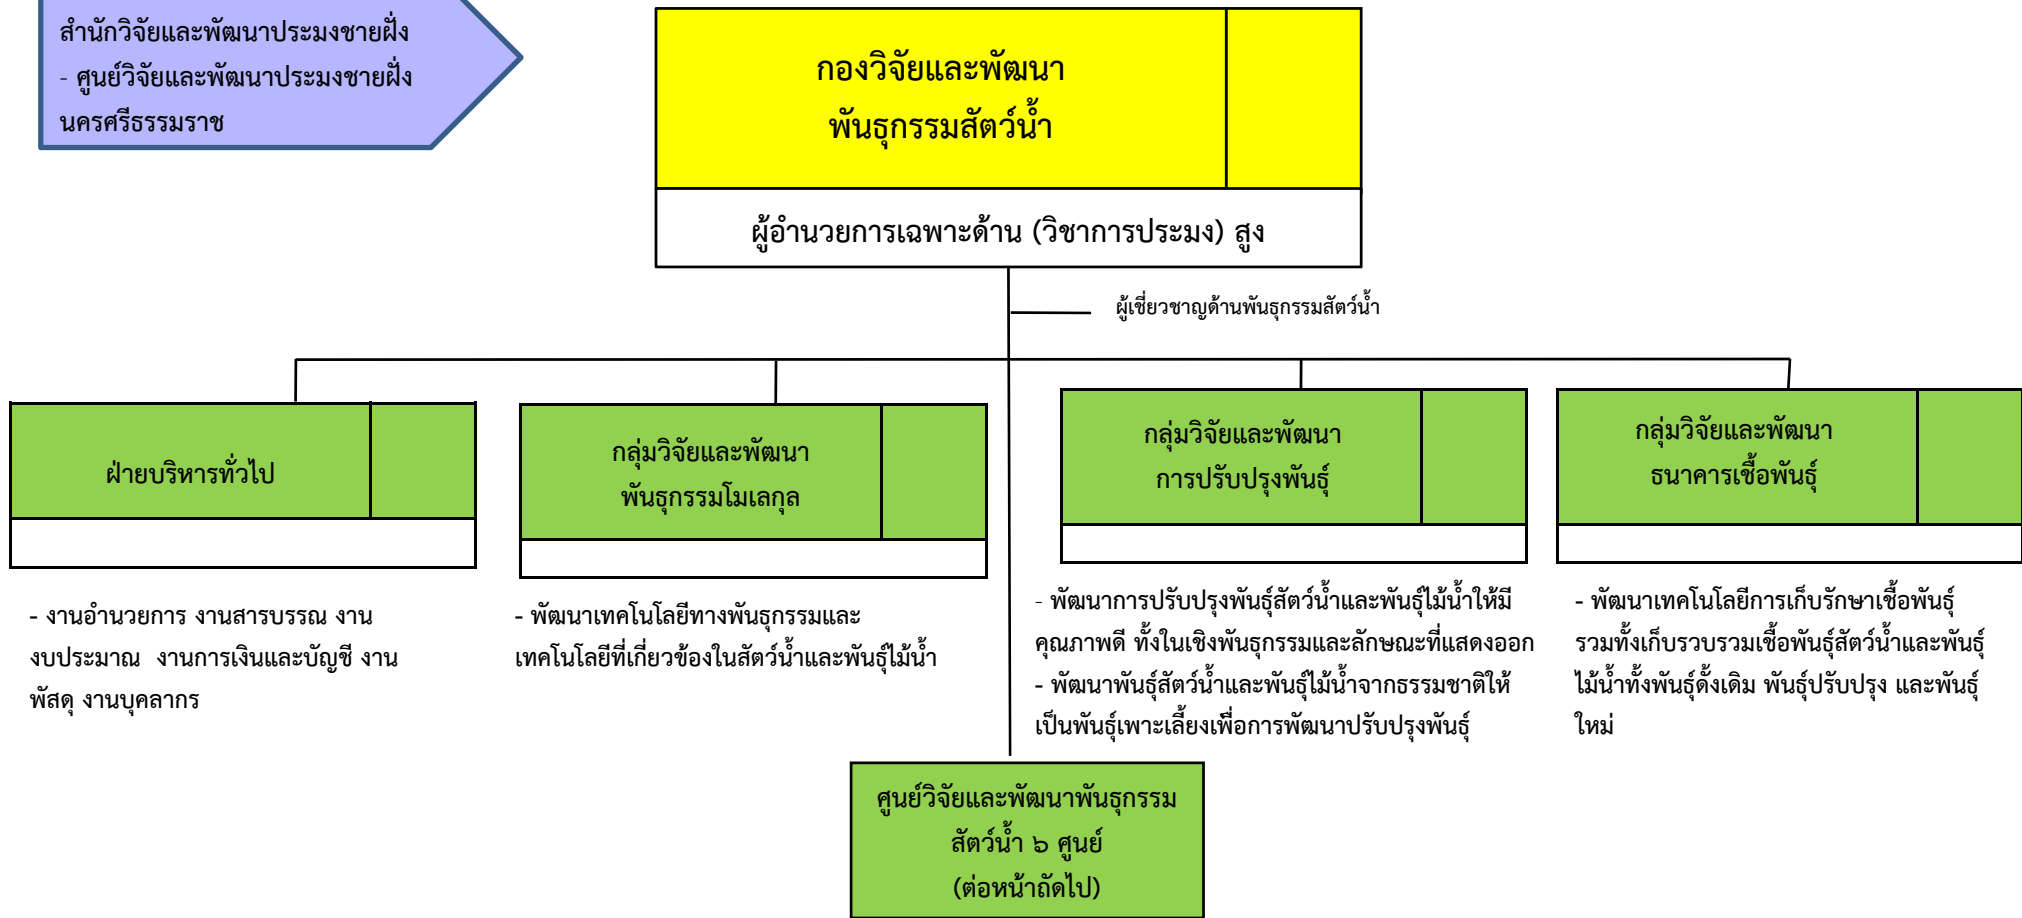 สำนักวิจัยและพัฒนาประมงชายฝั่ง
- ศูนย์วิจัยและพัฒนาประมงชายฝั่ง
นครศรีธรรมราช
กองวิจัยและพัฒนา
พันธุกรรมสัตว์น้ำ
ผู้อำนวยการเฉพาะด้าน (วิชาการประมง) สูง
ผู้เชี่ยวชาญด้านพันธุกรรมสัตว์น้ำ
ฝ่ายบริหารทั่วไป
- งานอำนวยการ งานสารบรรณ งาน
งบประมาณ  งานการเงินและบัญชี งาน
พัสดุ งานบุคลากร
กลุ่มวิจัยและพัฒนา
พันธุกรรมโมเลกุล
- พัฒนาเทคโนโลยีทางพันธุกรรมและ
เทคโนโลยีที่เกี่ยวข้องในสัตว์น้ำและพันธุ์ไม้น้ำ
กลุ่มวิจัยและพัฒนา
การปรับปรุงพันธุ์
- พัฒนาการปรับปรุงพันธุ์สัตว์น้ำและพันธุ์ไม้น้ำให้มี
คุณภาพดี ทั้งในเชิงพันธุกรรมและลักษณะที่แสดงออก
- พัฒนาพันธุ์สัตว์น้ำและพันธุ์ไม้น้ำจากธรรมชาติให้
เป็นพันธุ์เพาะเลี้ยงเพื่อการพัฒนาปรับปรุงพันธุ์
กลุ่มวิจัยและพัฒนา
ธนาคารเชื้อพันธุ์
- พัฒนาเทคโนโลยีการเก็บรักษาเชื้อพันธุ์
รวมทั้งเก็บรวบรวมเชื้อพันธุ์สัตว์น้ำและพันธุ์
ไม้น้ำทั้งพันธุ์ดั้งเดิม พันธุ์ปรับปรุง และพันธุ์
ใหม่
ศูนย์วิจัยและพัฒนาพันธุกรรม
สัตว์น้ำ ๖ ศูนย์
(ต่อหน้าถัดไป)